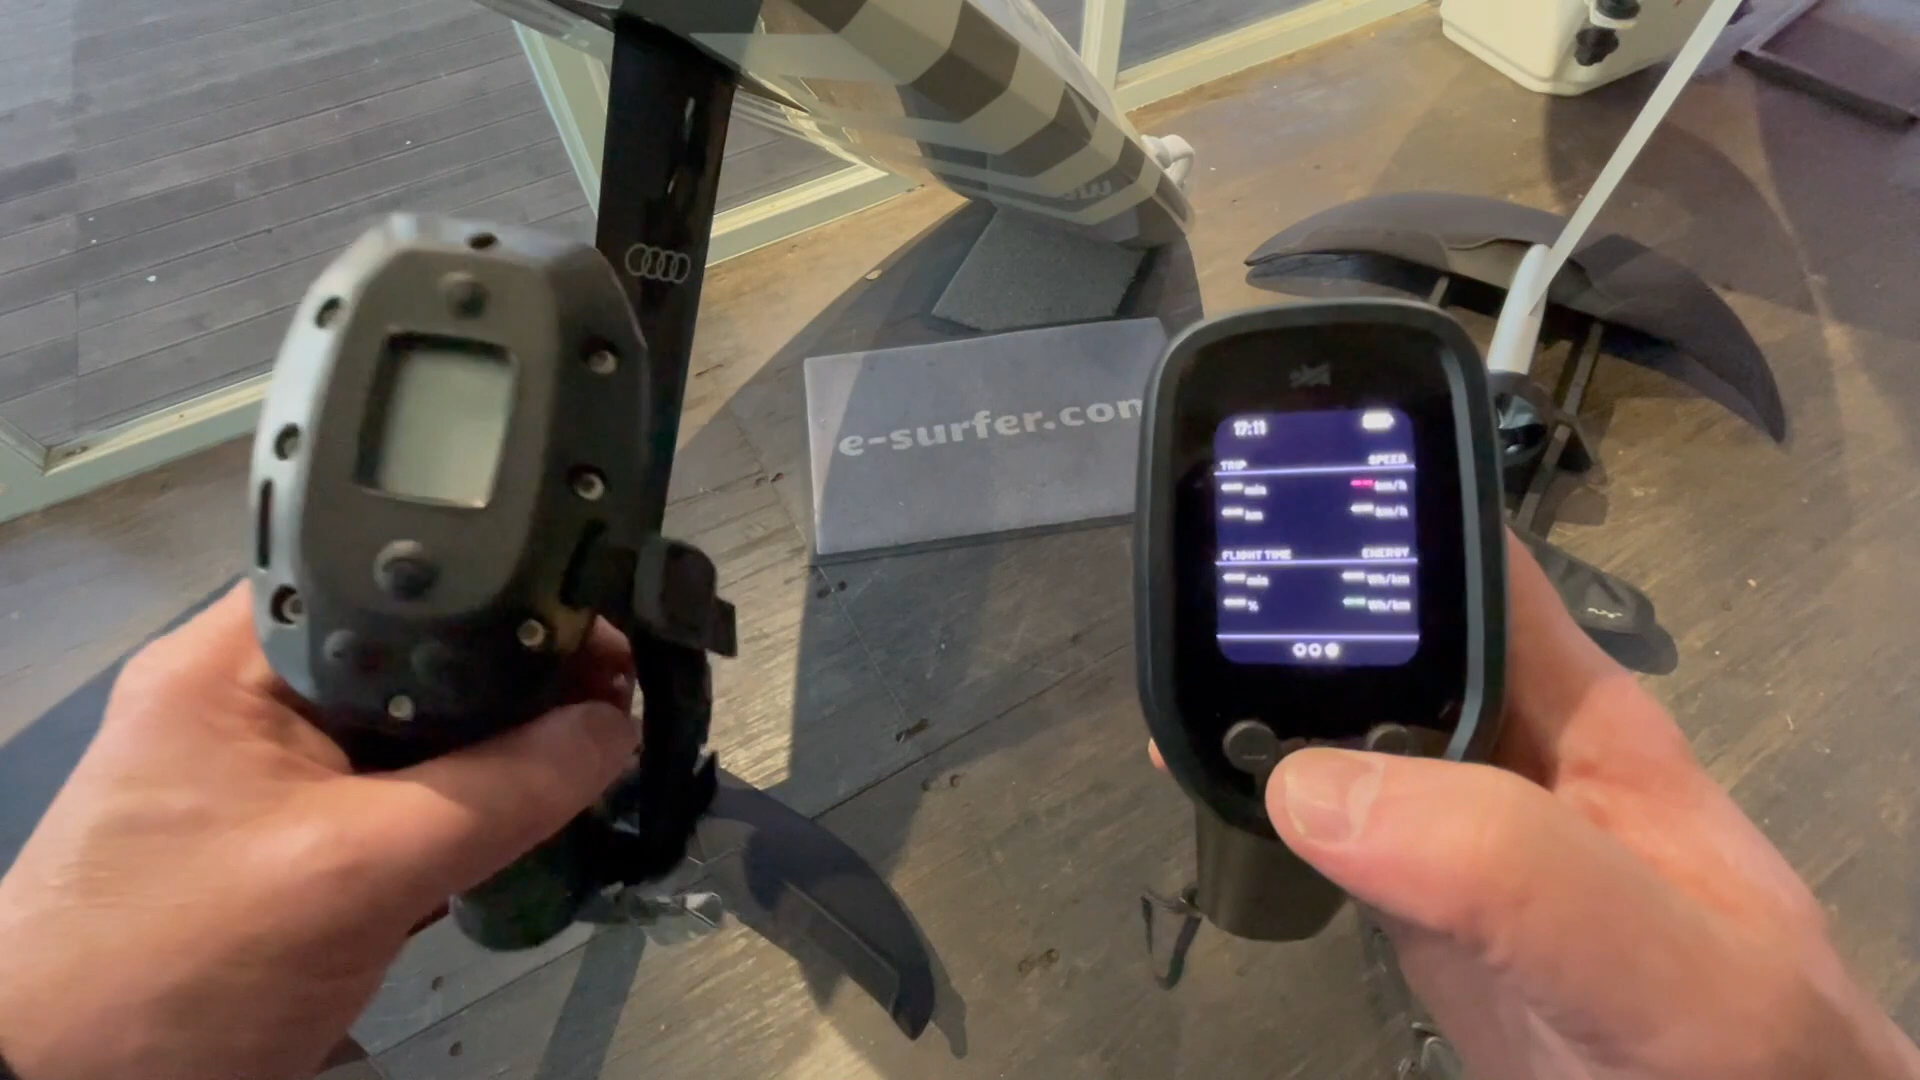 e-surfer.com
17:11
TRIP SPEED
min km/h
km km/h
FLIGHT TIME ENERGY
min Wh/km
% Wh/km